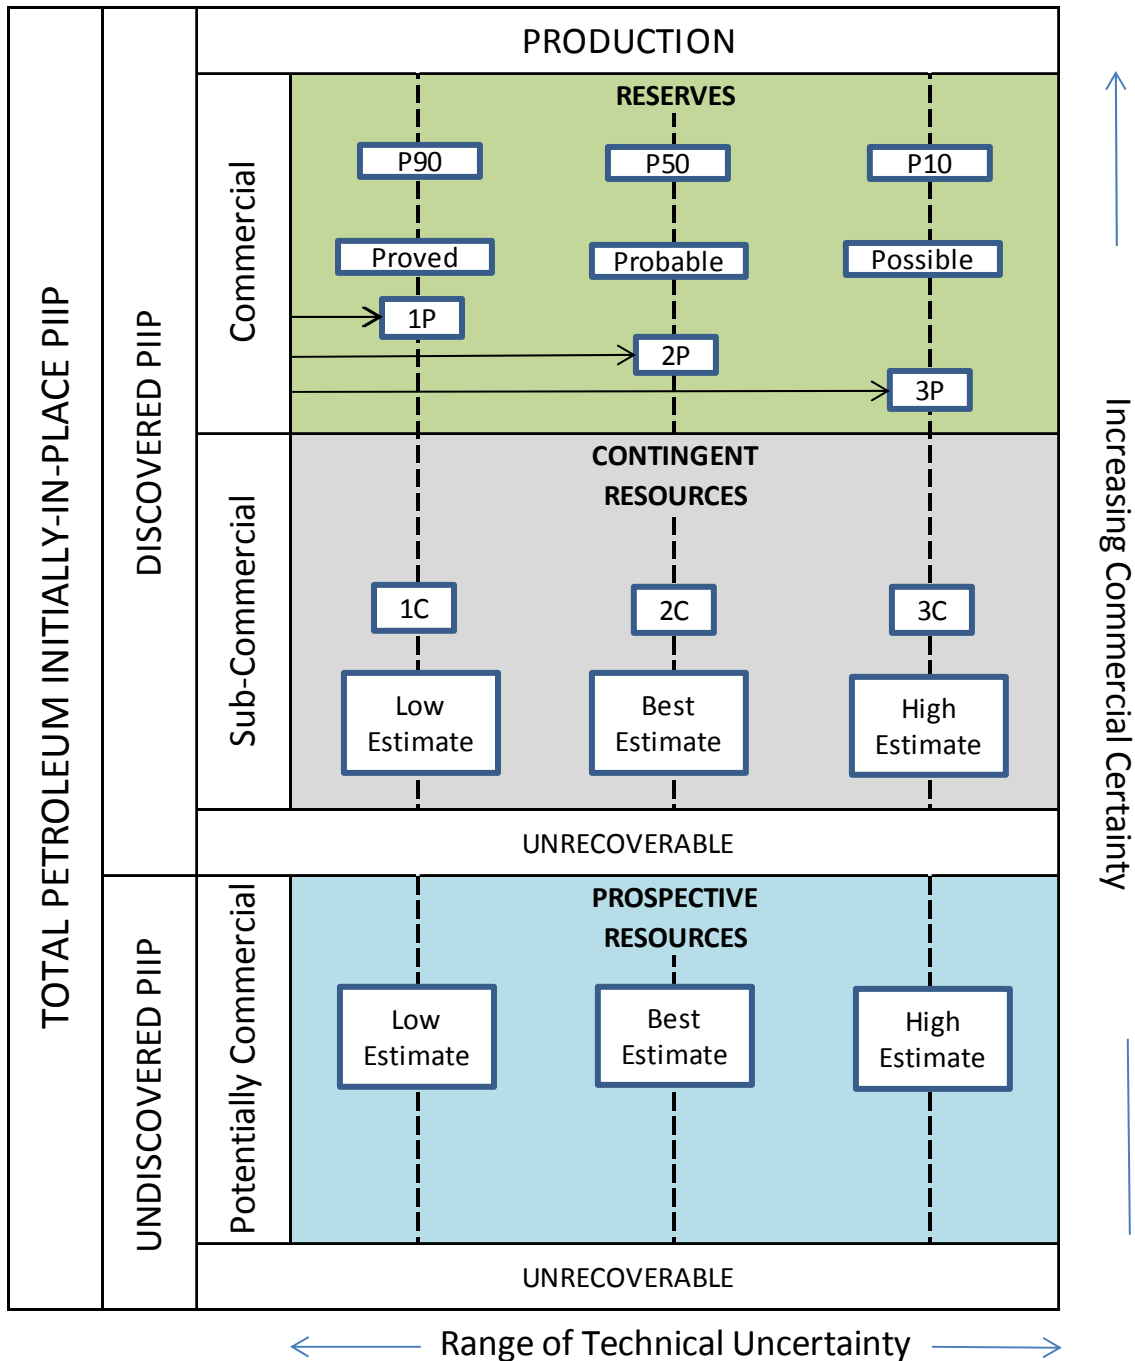 TOTAL PETROLEUM INITIALLY-IN-PLACE PIIP
DISCOVERED PIIP
UNDISCOVERED PIIP
PRODUCTION
Commercial
RESERVES
P90
P50
P10
Proved
Probable
Possible
1P
2P
3P
Sub-Commercial
CONTINGENT
RESOURCES
1C
2C
3C
Low
Estimate
Best
Estimate
High
Estimate
UNRECOVERABLE
Potentially Commercial
PROSPECTIVE
RESOURCES
Low
Estimate
Best
Estimate
High
Estimate
UNRECOVERABLE
Increasing Commercial Certainty
Range of Technical Uncertainty